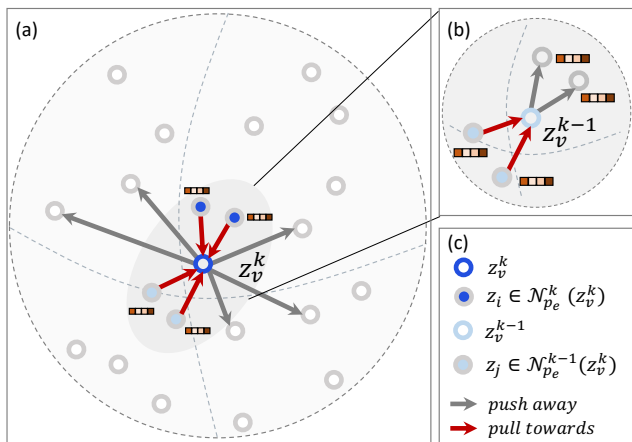 (a)
z_v^k
(b)
z_v^{k-1}
(c)
z_v^k
z_i ∈ 𝒩_{p_e}^k (z_v^k)
z_v^{k-1}
z_j ∈ 𝒩_{p_e}^{k-1}(z_v^k)
push away
pull towards